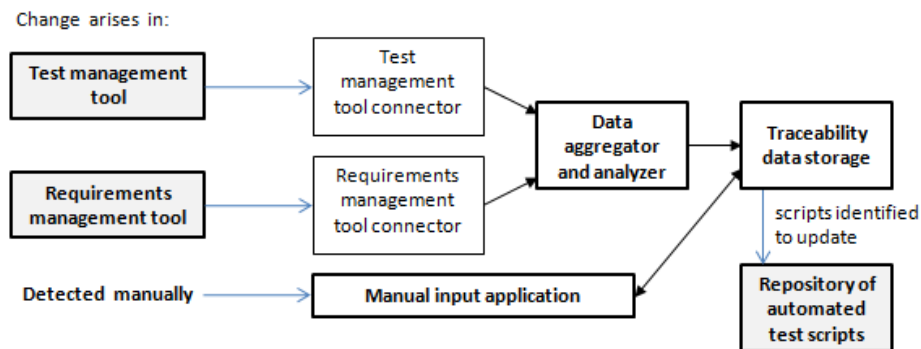 Change arises in:
Test management
tool
Test
management
tool connector
Data
aggregator
and analyzer
Traceability
data storage
Requirements
management tool
Requirements
management
tool connector
scripts identified
to update
Detected manually
Manual input application
Repository of
automated
test scripts